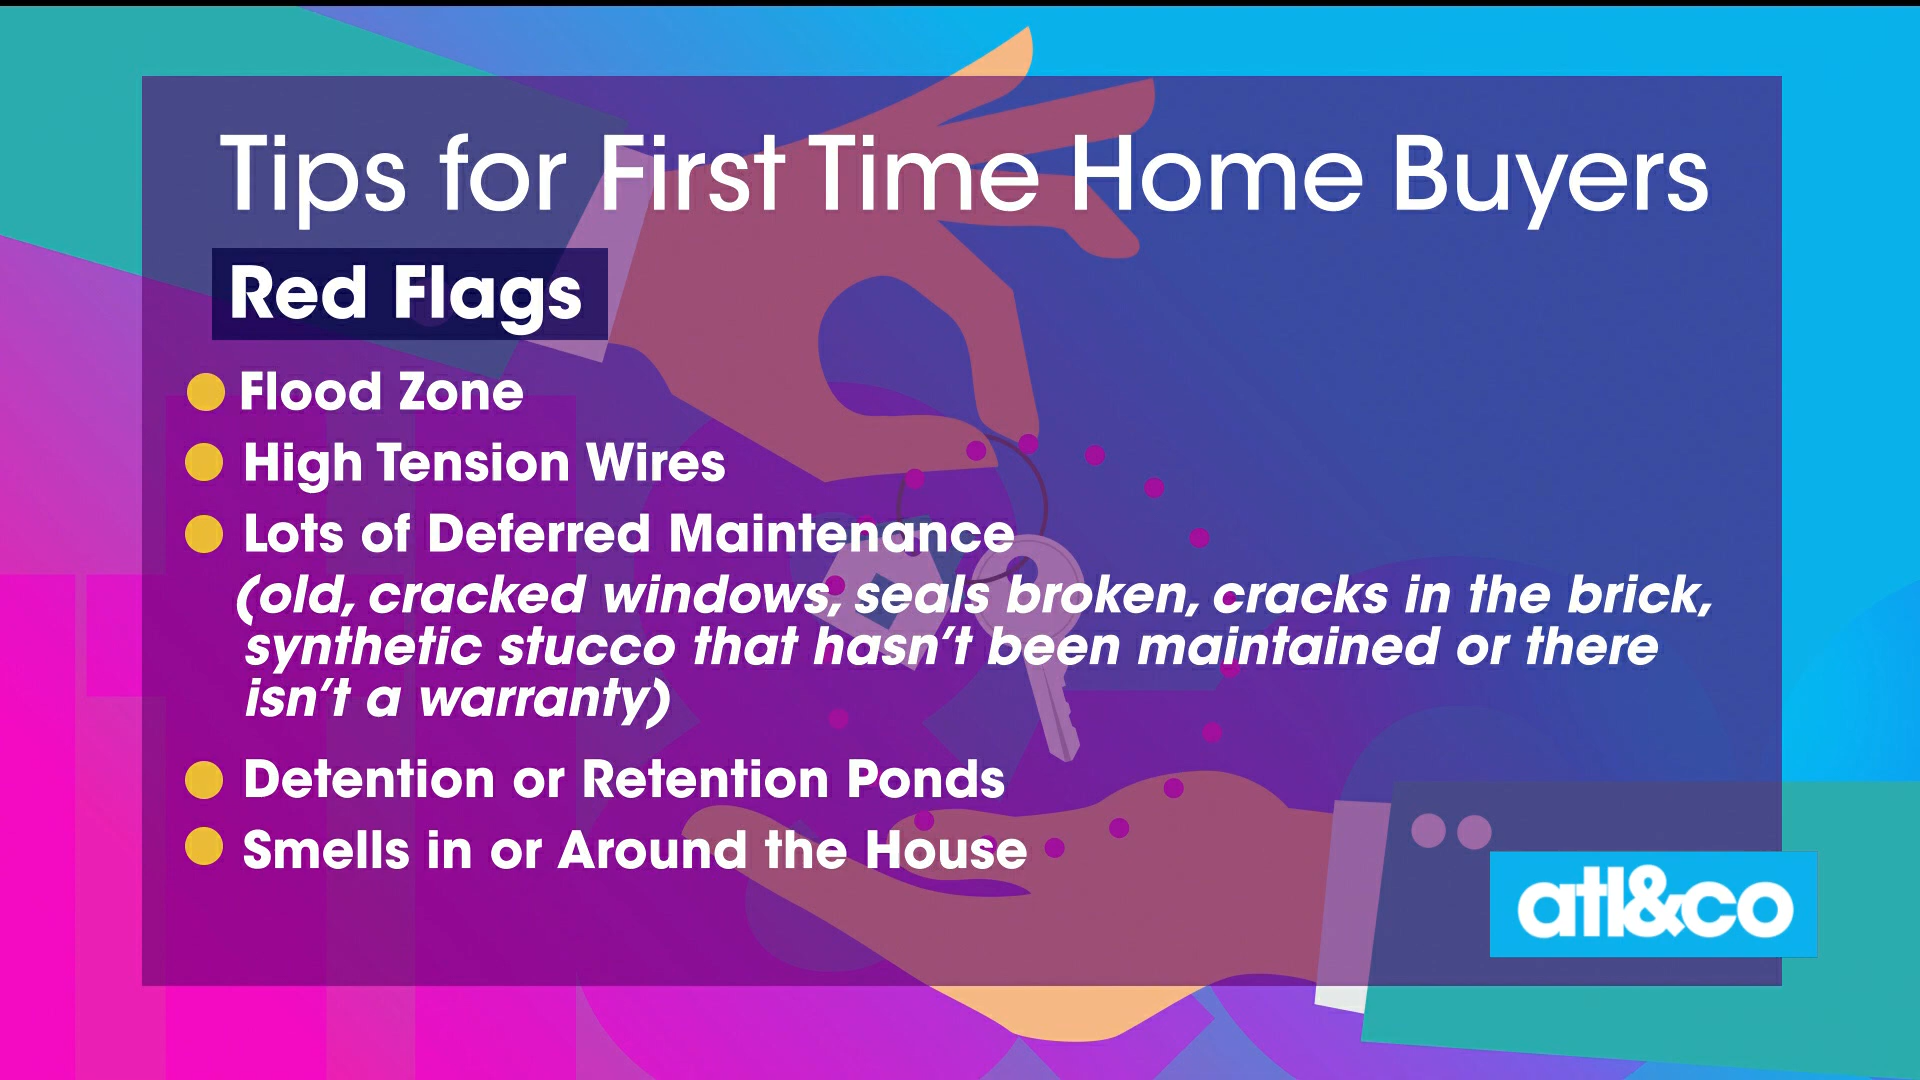 Tips for First Time Home Buyers
Red Flags
Flood Zone
High Tension Wires
Lots of Deferred Maintenance
(old, cracked windows, seals broken, cracks in the brick,
synthetic stucco that hasn't been maintained or there
isn't a warranty)
Detention or Retention Ponds
Smells in or Around the House
atl&co